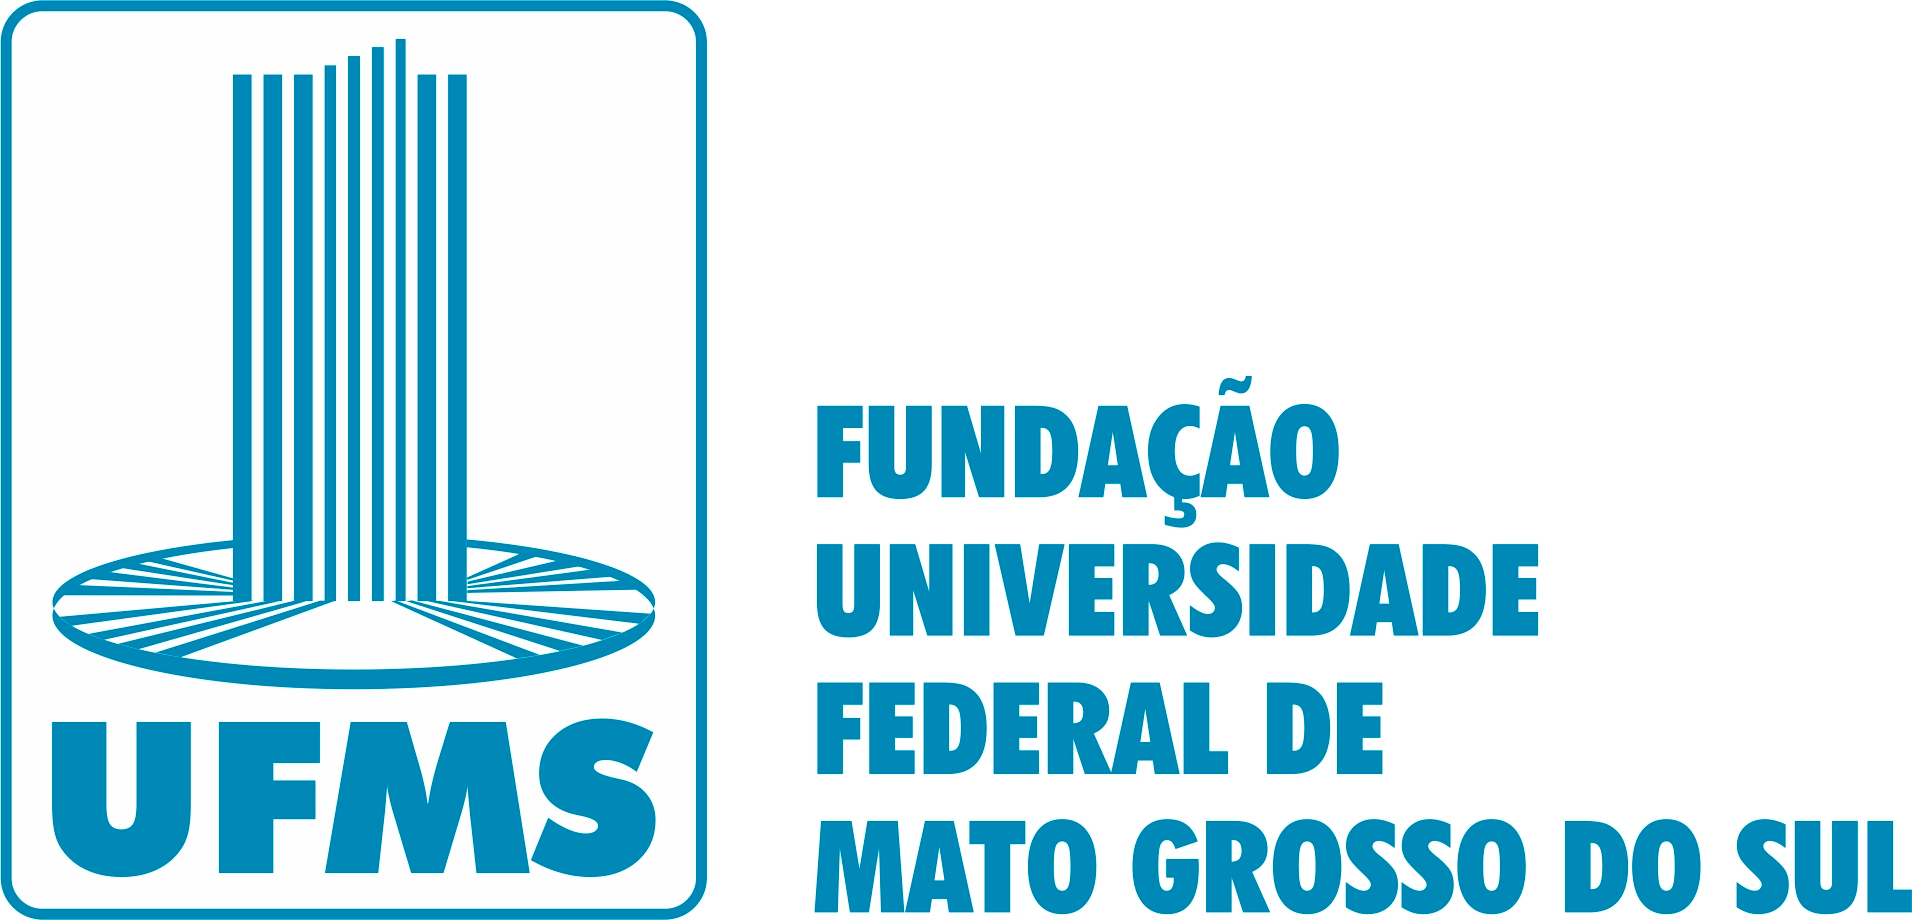 UFMS
FUNDAÇÃO
UNIVERSIDADE
FEDERAL DE
MATO GROSSO DO SUL